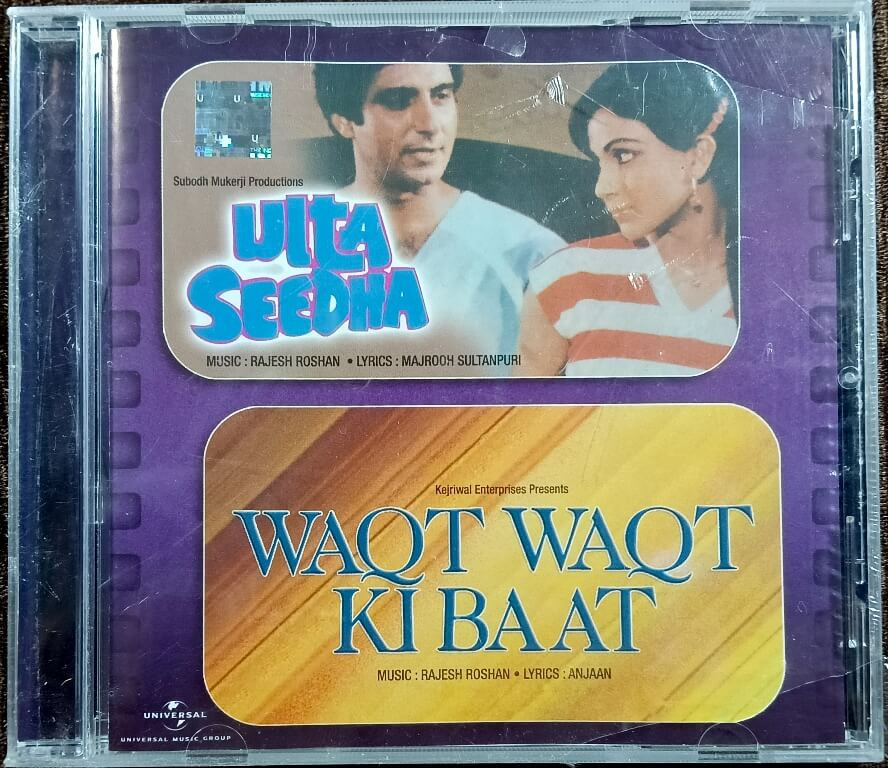 Subodh Mukerji Productions
Ulta
SEEDHA
MUSIC : RAJESH ROSHAN • LYRICS : MAJROOH SULTANPURI
Kejriwal Enterprises Presents
WAQT WAQT
KI BAAT
MUSIC : RAJESH ROSHAN • LYRICS : ANJAAN
UNIVERSAL
UNIVERSAL MUSIC GROUP